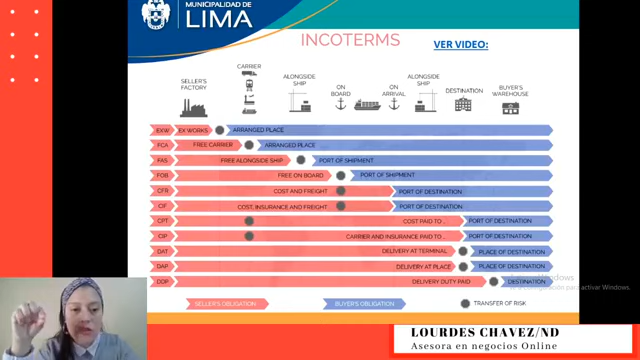 MUNICIPALIDAD DE
LIMA
INCOTERMS
VER VIDEO:
SELLER'S FACTORY
CARRIER
ALONGSIDE SHIP
ON BOARD
ON ARRIVAL
ALONGSIDE SHIP
DESTINATION
BUYER'S WAREHOUSE
EXW EX WORKS ARRANGED PLACE
FCA FREE CARRIER ARRANGED PLACE
FAS FREE ALONGSIDE SHIP PORT OF SHIPMENT
FOB FREE ON BOARD PORT OF SHIPMENT
CFR COST AND FREIGHT PORT OF DESTINATION
CIF COST, INSURANCE AND FREIGHT PORT OF DESTINATION
CPT COST PAID TO ... PORT OF DESTINATION
CIP CARRIER AND INSURANCE PAID TO ... PORT OF DESTINATION
DAT DELIVERY AT TERMINAL PLACE OF DESTINATION
DAP DELIVERY AT PLACE PLACE OF DESTINATION
DDP DELIVERY DUTY PAID DESTINATION
SELLER'S OBLIGATION BUYER'S OBLIGATION TRANSFER OF RISK
Windows
para activar Windows.
LOURDES CHAVEZ/ND
Asesora en negocios Online